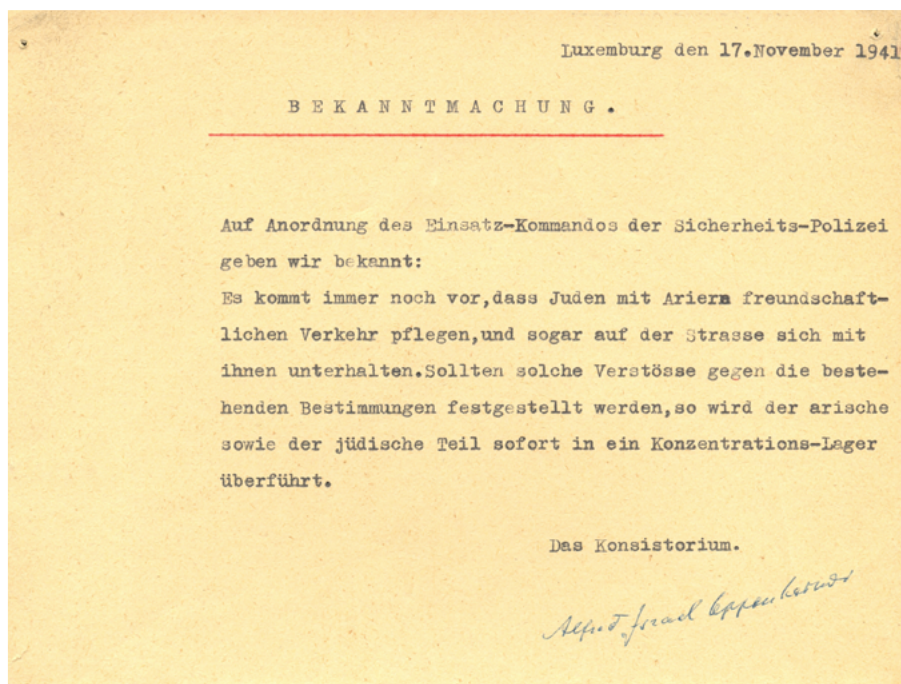 Luxemburg den 17.November 1941
BEKANNTMACHUNG.
Auf Anordnung des Einsatz-Kommandos der Sicherheits-Polizei
geben wir bekannt:
Es kommt immer noch vor,dass Juden mit Ariern freundschaft-
lichen Verkehr pflegen,und sogar auf der Strasse sich mit
ihnen unterhalten.Sollten solche Verstösse gegen die beste-
henden Bestimmungen festgestellt werden,so wird der arische
sowie der jüdische Teil sofort in ein Konzentrations-Lager
überführt.
Das Konsistorium.
Alfred Israel Oppenheimer